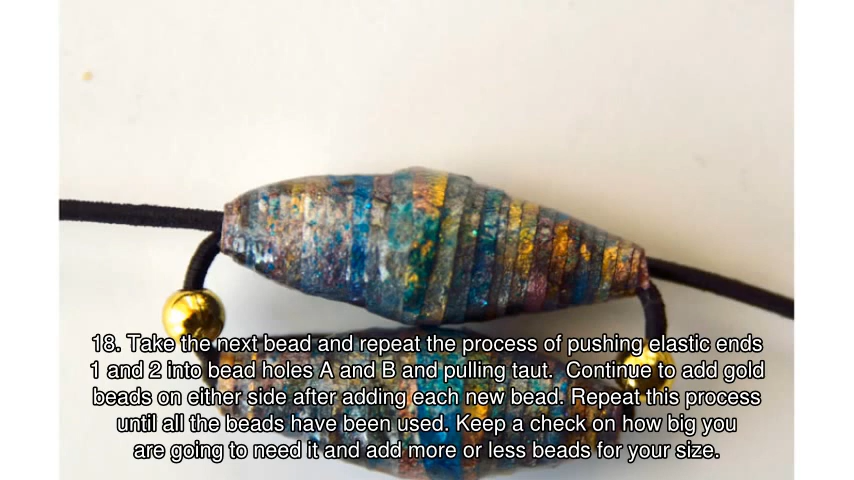 18. Take the next bead and repeat the process of pushing elastic ends
1 and 2 into bead holes A and B and pulling taut.  Continue to add gold
beads on either side after adding each new bead. Repeat this process
until all the beads have been used. Keep a check on how big you
are going to need it and add more or less beads for your size.